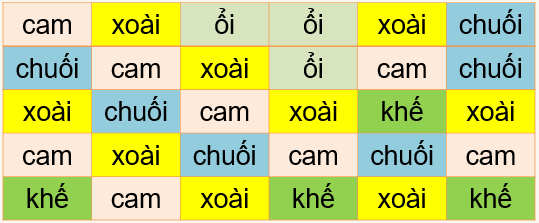 cam xoài ổi ổi xoài chuối
chuối cam xoài ổi cam chuối
xoài chuối cam xoài khế xoài
cam xoài chuối cam chuối cam
khế cam xoài khế xoài khế